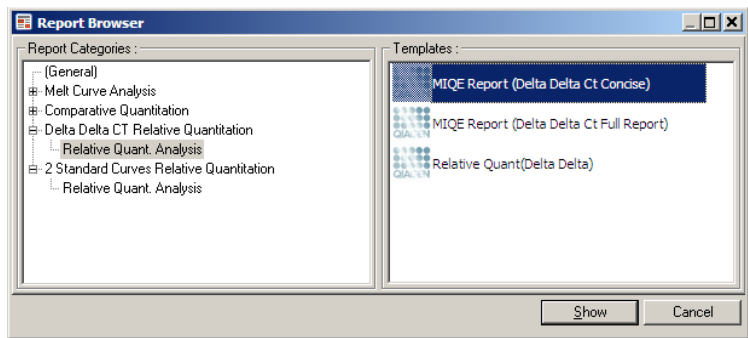 Report Browser
Report Categories :
(General)
Melt Curve Analysis
Comparative Quantitation
Delta Delta CT Relative Quantitation
Relative Quant. Analysis
2 Standard Curves Relative Quantitation
Relative Quant. Analysis
Templates :
MIQE Report (Delta Delta Ct Concise)
QIAGEN
MIQE Report (Delta Delta Ct Full Report)
QIAGEN
Relative Quant(Delta Delta)
Show
Cancel